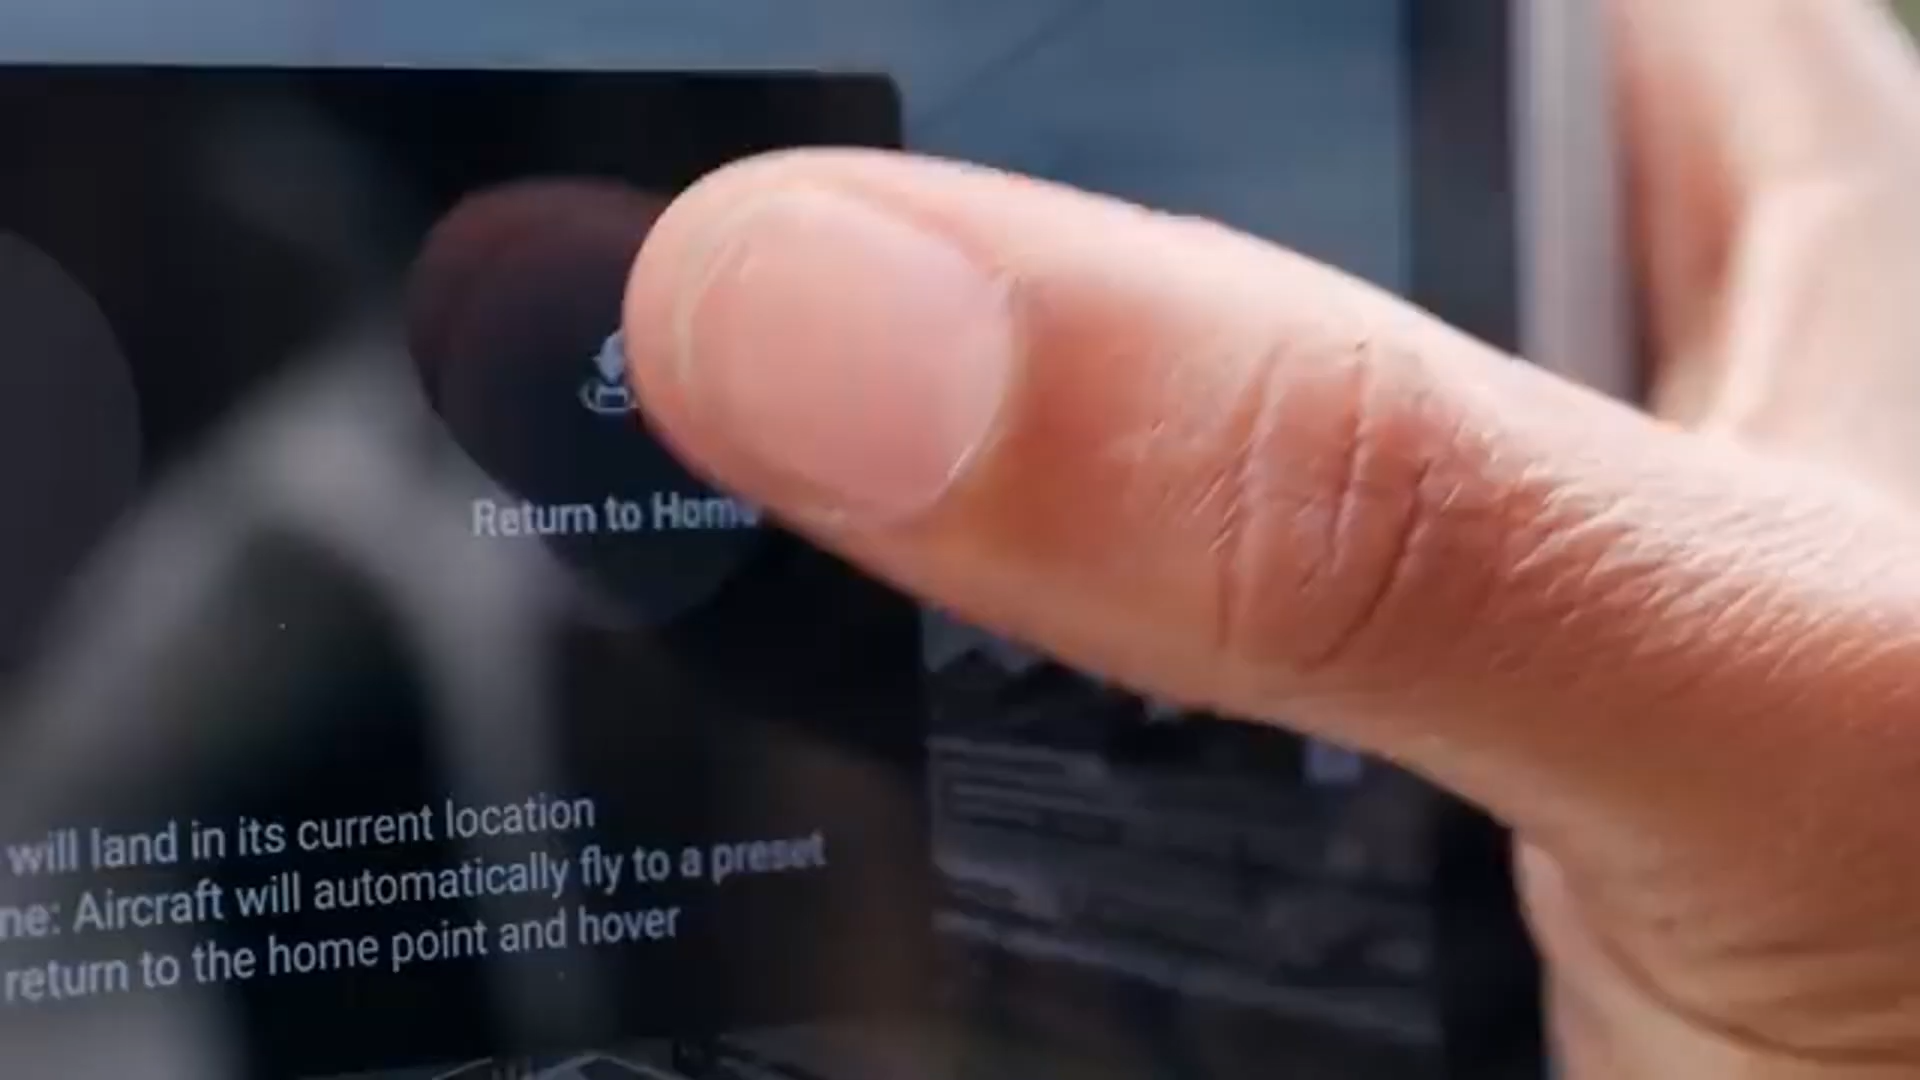 Return to Home
will land in its current location
ne: Aircraft will automatically fly to a preset
return to the home point and hover